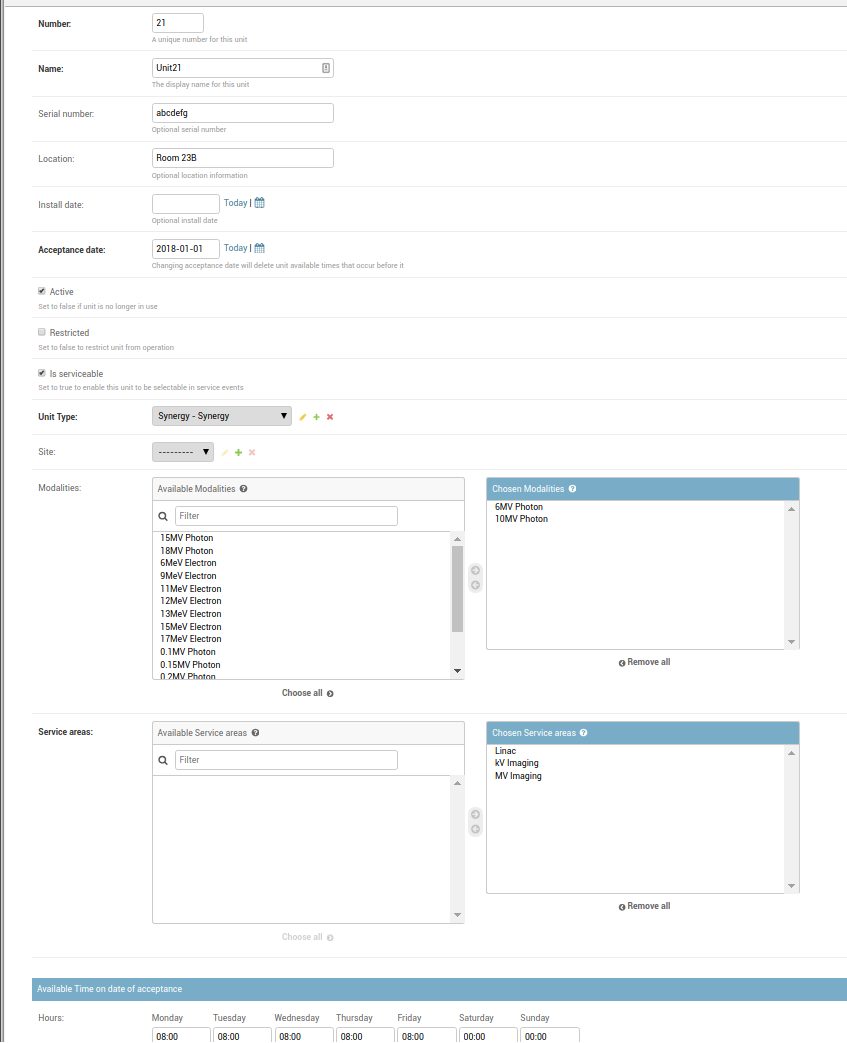 Number: 21
A unique number for this unit
Name: Unit21
The display name for this unit
Serial number: abcdefg
Optional serial number
Location: Room 23B
Optional location information
Install date: Today |
Optional install date
Acceptance date: 2018-01-01 Today |
Changing acceptance date will delete unit available times that occur before it
Active
Set to false if unit is no longer in use
Restricted
Set to false to restrict unit from operation
Is serviceable
Set to true to enable this unit to be selectable in service events
Unit Type: Synergy - Synergy
Site: ---------
Modalities:
Available Modalities
Filter
15MV Photon
18MV Photon
6MeV Electron
9MeV Electron
11MeV Electron
12MeV Electron
13MeV Electron
15MeV Electron
17MeV Electron
0.1MV Photon
0.15MV Photon
0.2MV Photon
Choose all
Chosen Modalities
6MV Photon
10MV Photon
Remove all
Service areas:
Available Service areas
Filter
Choose all
Chosen Service areas
Linac
kV Imaging
MV Imaging
Remove all
Available Time on date of acceptance
Hours: Monday Tuesday Wednesday Thursday Friday Saturday Sunday
08:00 08:00 08:00 08:00 08:00 00:00 00:00